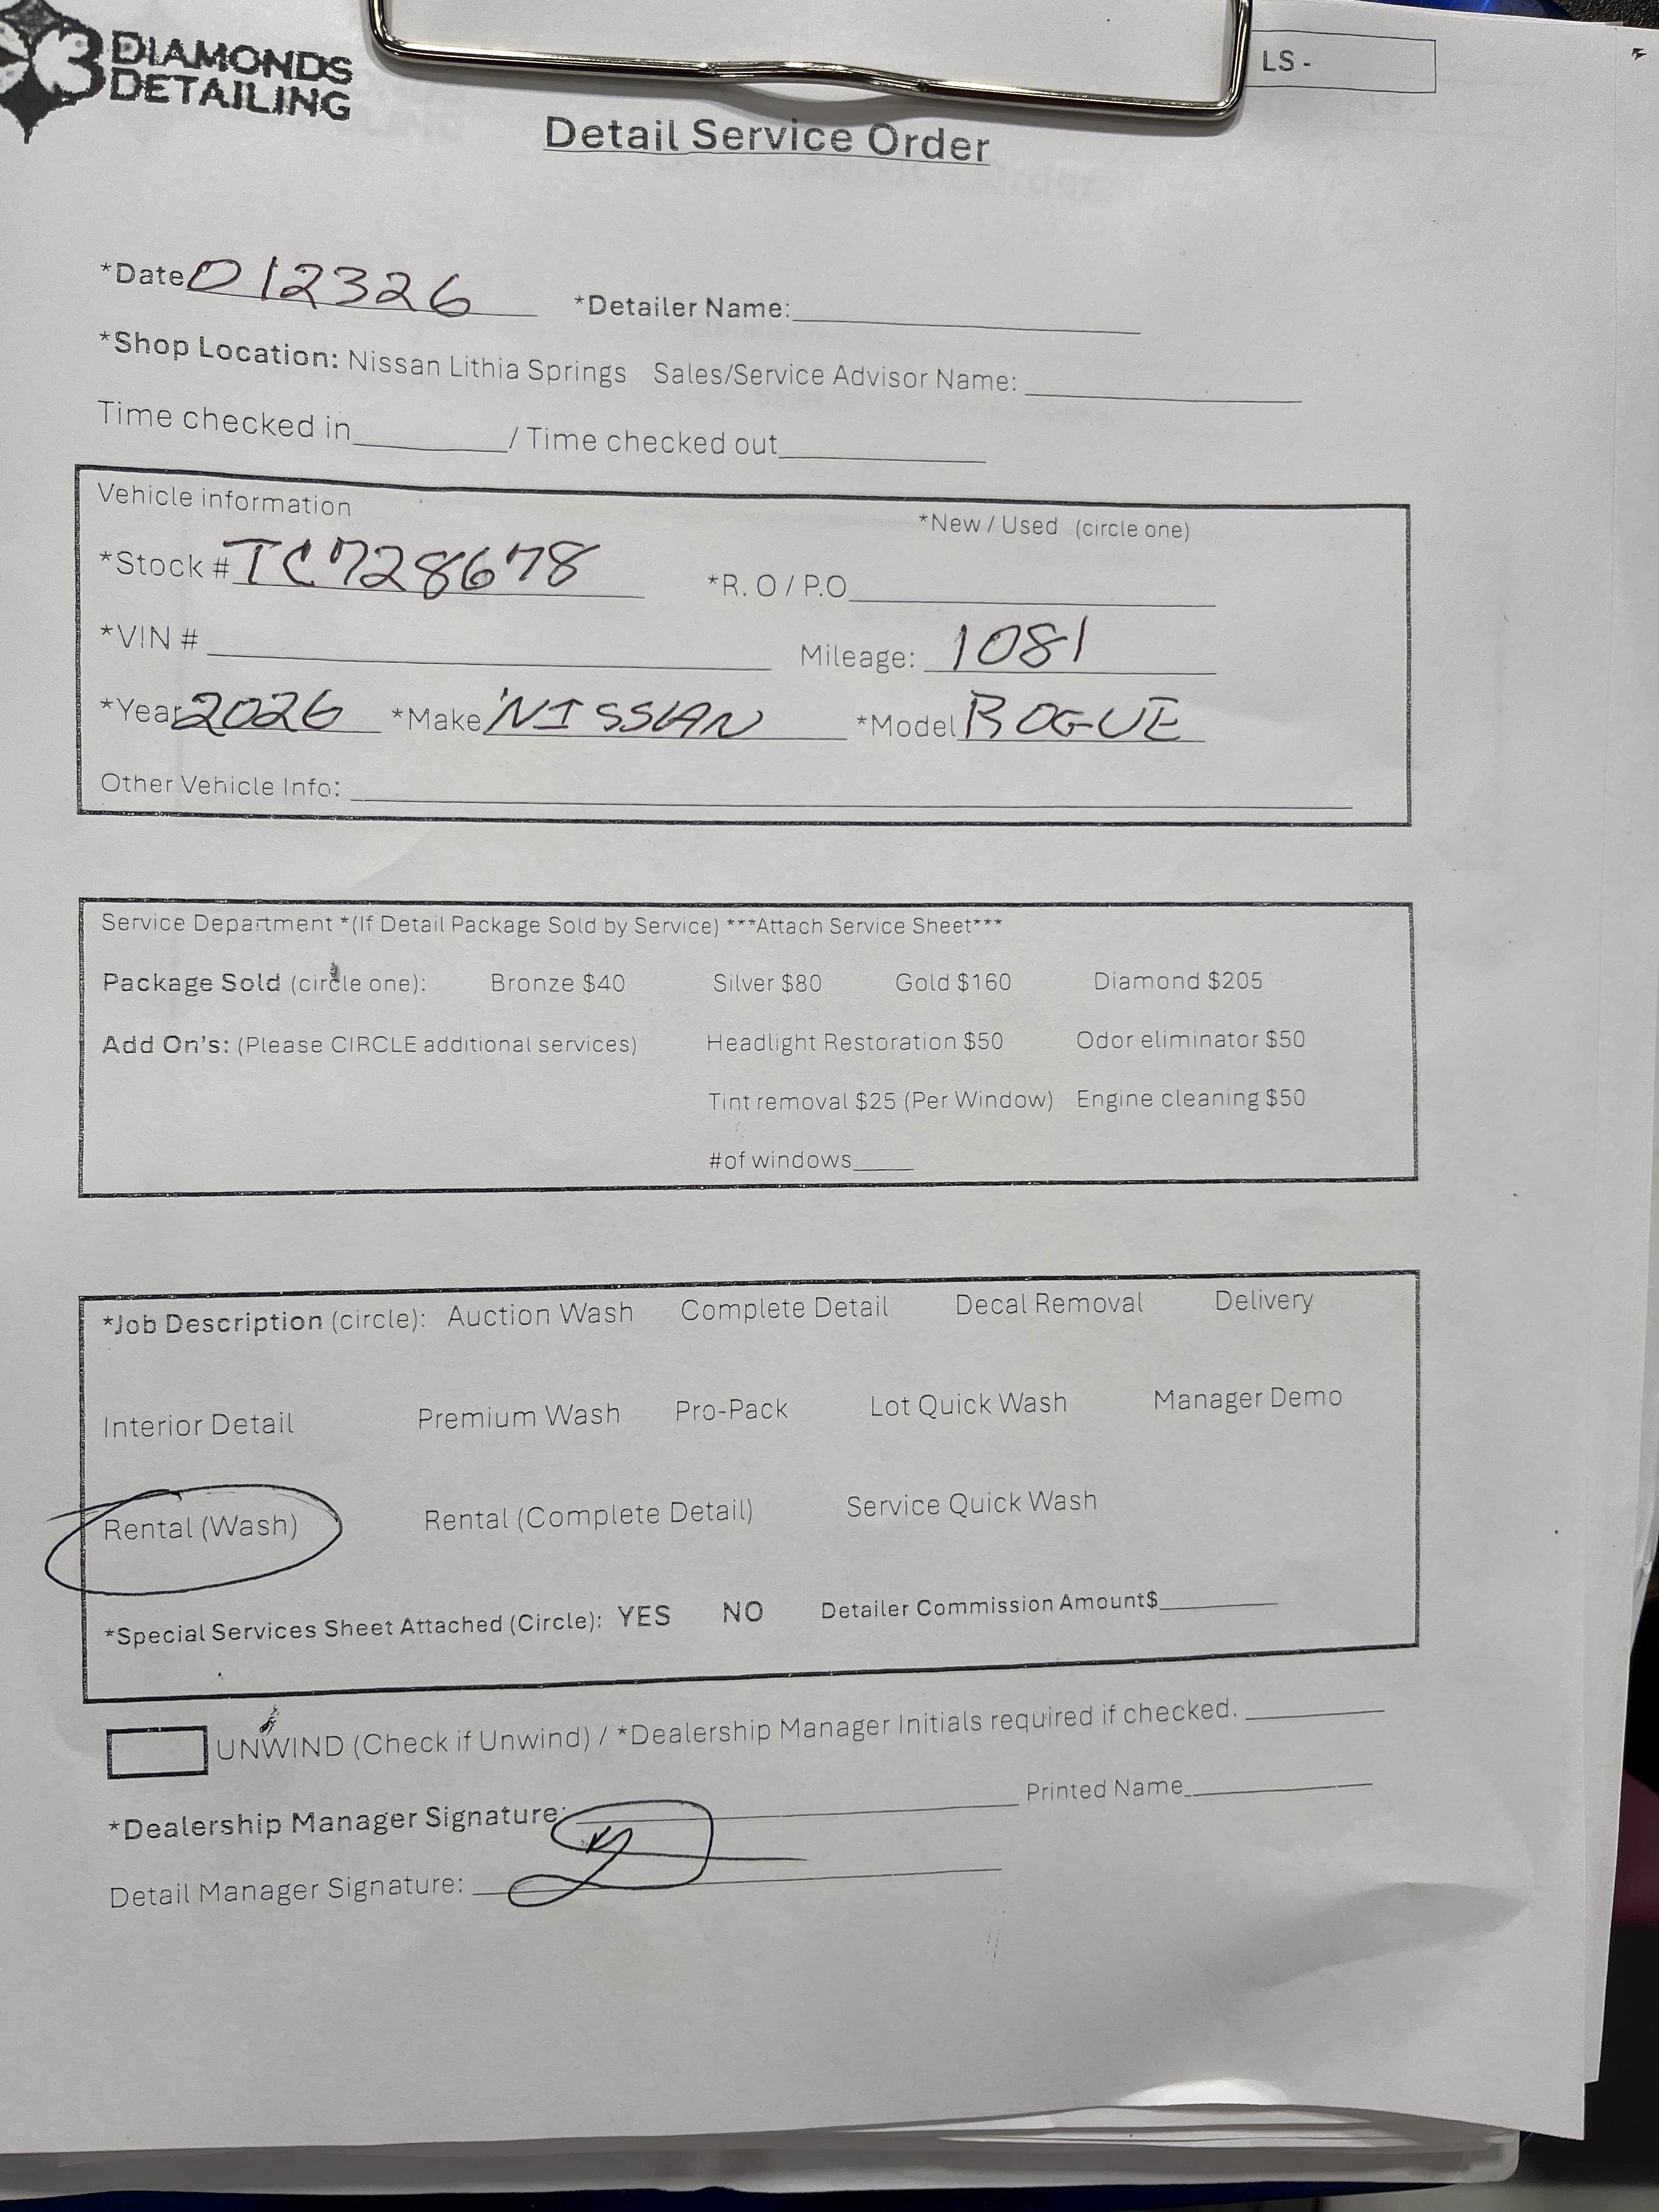 3 DIAMONDS
DETAILING
LS -
Detail Service Order
*Date 012326 *Detailer Name:
*Shop Location: Nissan Lithia Springs Sales/Service Advisor Name:
Time checked in / Time checked out
Vehicle information
*New / Used (circle one)
*Stock # TC728678 *R. O / P.O
*VIN # Mileage: 1081
*Year 2026 *Make NISSAN *Model ROGUE
Other Vehicle Info:
Service Department *(If Detail Package Sold by Service) ***Attach Service Sheet***
Package Sold (circle one): Bronze $40 Silver $80 Gold $160 Diamond $205
Add On's: (Please CIRCLE additional services) Headlight Restoration $50 Odor eliminator $50
Tint removal $25 (Per Window) Engine cleaning $50
#of windows
*Job Description (circle): Auction Wash Complete Detail Decal Removal Delivery
Interior Detail Premium Wash Pro-Pack Lot Quick Wash Manager Demo
Rental (Wash) Rental (Complete Detail) Service Quick Wash
*Special Services Sheet Attached (Circle): YES NO Detailer Commission Amount$
UNWIND (Check if Unwind) / *Dealership Manager Initials required if checked.
*Dealership Manager Signature: Printed Name
Detail Manager Signature: